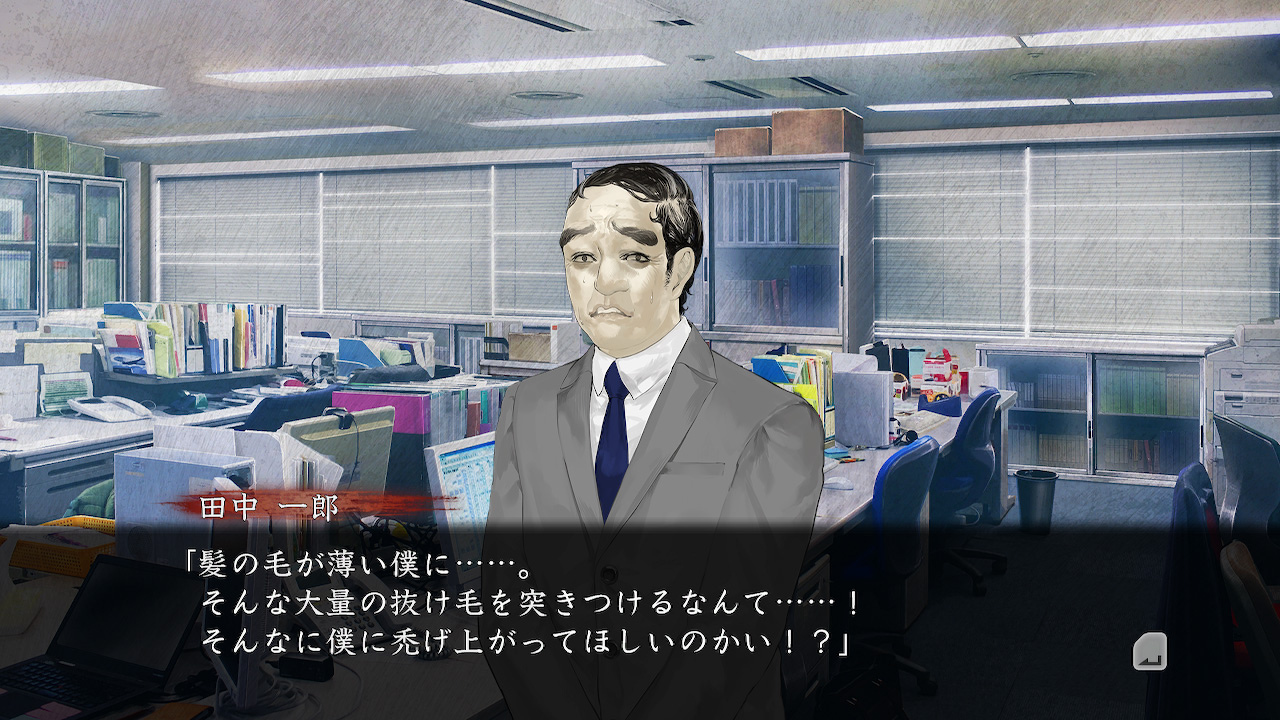 田中 一郎
「髪の毛が薄い僕に……。
そんな大量の抜け毛を突きつけるなんて……！
そんなに僕に禿げ上がってほしいのかい！？」